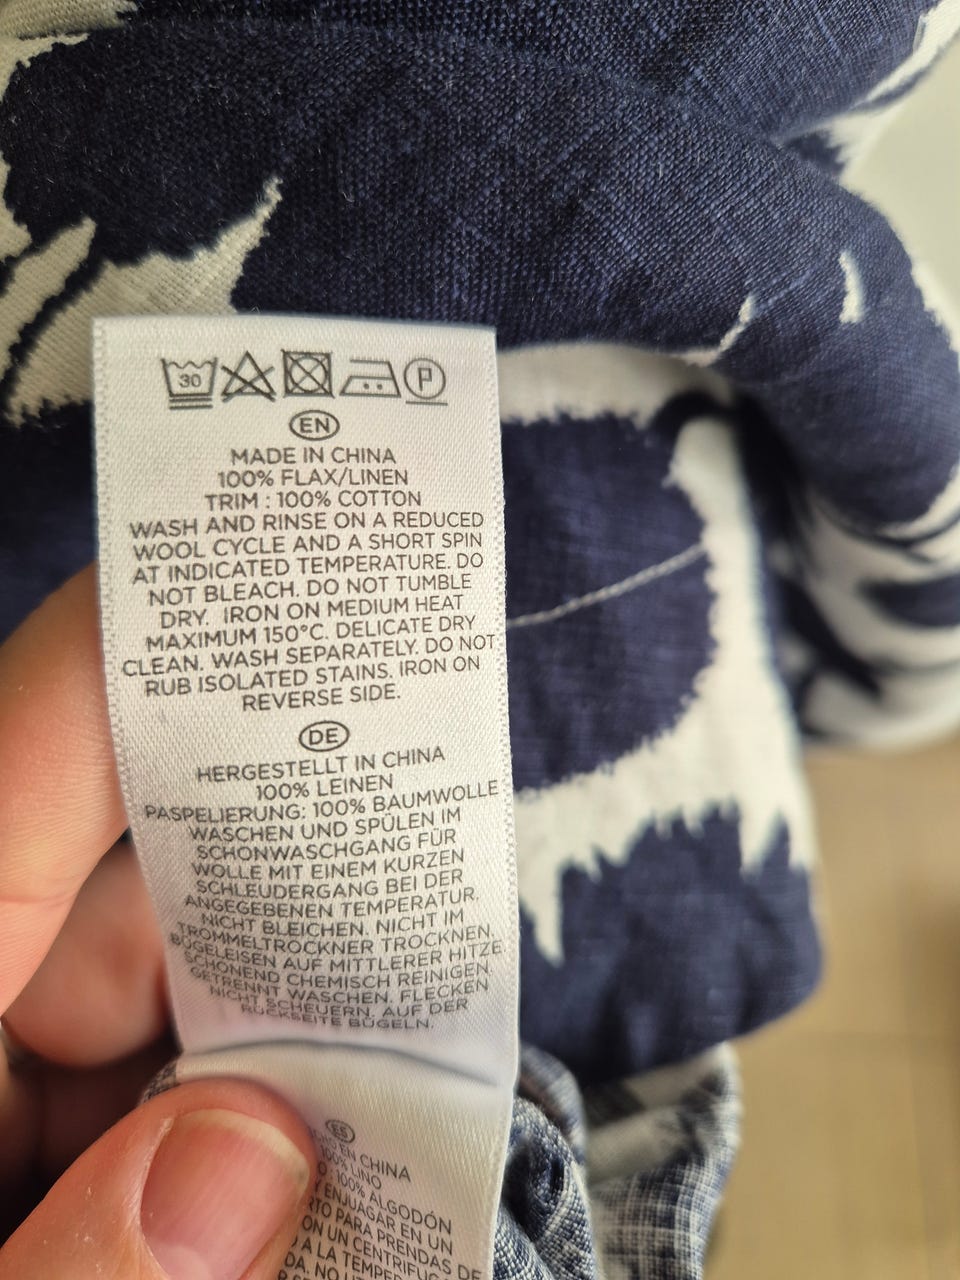 30 P
EN
MADE IN CHINA
100% FLAX/LINEN
TRIM : 100% COTTON
WASH AND RINSE ON A REDUCED
WOOL CYCLE AND A SHORT SPIN
AT INDICATED TEMPERATURE. DO
NOT BLEACH. DO NOT TUMBLE
DRY. IRON ON MEDIUM HEAT
MAXIMUM 150°C. DELICATE DRY
CLEAN. WASH SEPARATELY. DO NOT
RUB ISOLATED STAINS. IRON ON
REVERSE SIDE.
DE
HERGESTELLT IN CHINA
100% LEINEN
PASPELIERUNG: 100% BAUMWOLLE
WASCHEN UND SPÜLEN IM
SCHONWASCHGANG FÜR
WOLLE MIT EINEM KURZEN
SCHLEUDERGANG BEI DER
ANGEGEBENEN TEMPERATUR.
NICHT BLEICHEN. NICHT IM
TROMMELTROCKNER TROCKNEN.
BÜGELEISEN AUF MITTLERER HITZE
SCHONEND CHEMISCH REINIGEN.
GETRENNT WASCHEN. FLECKEN
NICHT SCHEUERN. AUF DER
RÜCKSEITE BÜGELN.
ES
EN CHINA
100% LINO
: 100% ALGODÓN
Y ENJUAGAR EN UN
PARA PRENDAS DE
UN
A LA